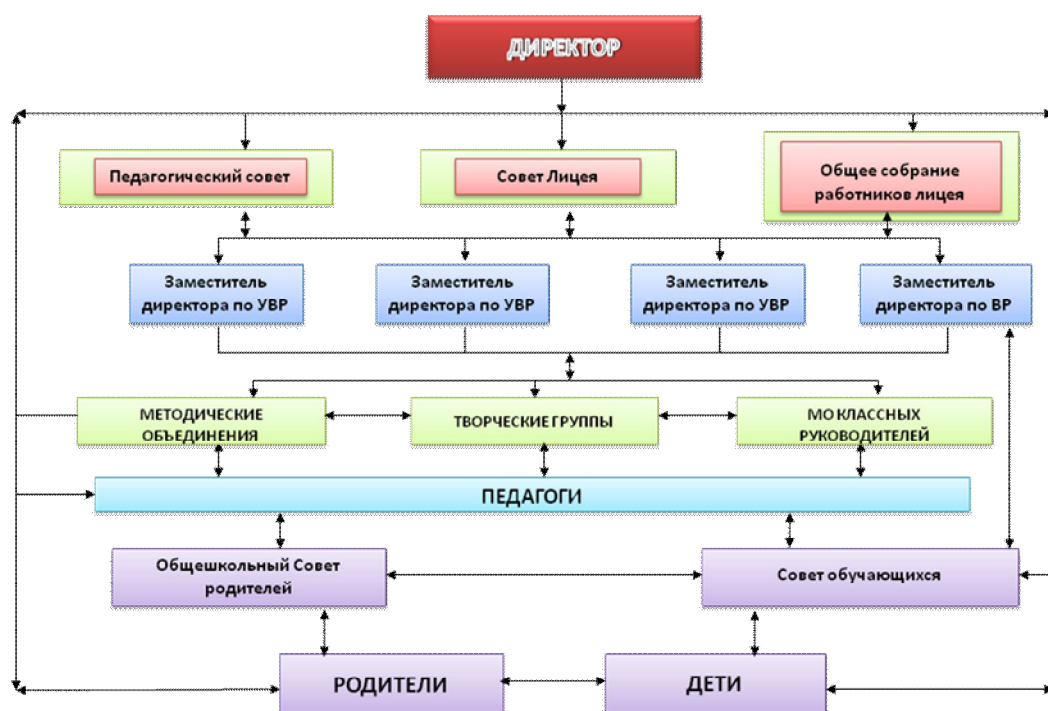 ДИРЕКТОР
Педагогический совет
Совет Лицея
Общее собрание
работников лицея
Заместитель
директора по УВР
Заместитель
директора по УВР
Заместитель
директора по УВР
Заместитель
директора по ВР
МЕТОДИЧЕСКИЕ
ОБЪЕДИНЕНИЯ
ТВОРЧЕСКИЕ ГРУППЫ
МО КЛАССНЫХ
РУКОВОДИТЕЛЕЙ
ПЕДАГОГИ
Общешкольный Совет
родителей
Совет обучающихся
РОДИТЕЛИ
ДЕТИ